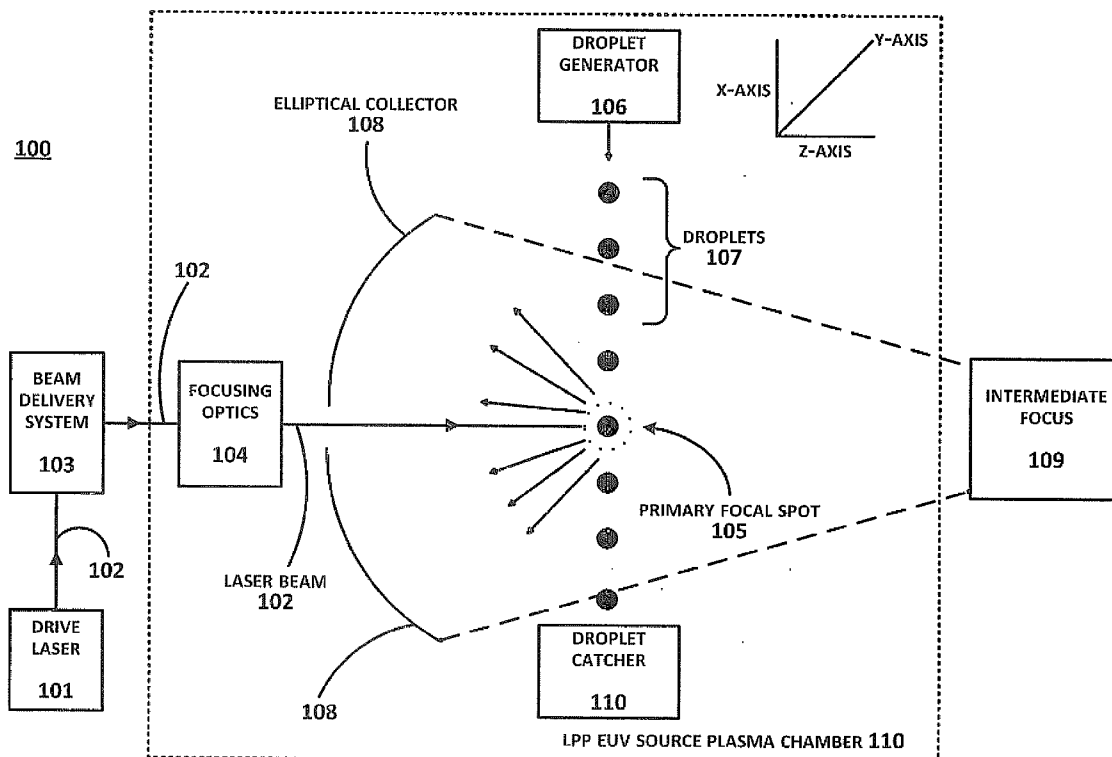 DROPLET
GENERATOR
106
Y-AXIS
X-AXIS
Z-AXIS
ELLIPTICAL COLLECTOR
108
100
DROPLETS
107
102
BEAM
DELIVERY
SYSTEM
103
FOCUSING
OPTICS
104
INTERMEDIATE
FOCUS
109
PRIMARY FOCAL SPOT
105
102
LASER BEAM
102
DRIVE
LASER
101
DROPLET
CATCHER
110
108
LPP EUV SOURCE PLASMA CHAMBER 110